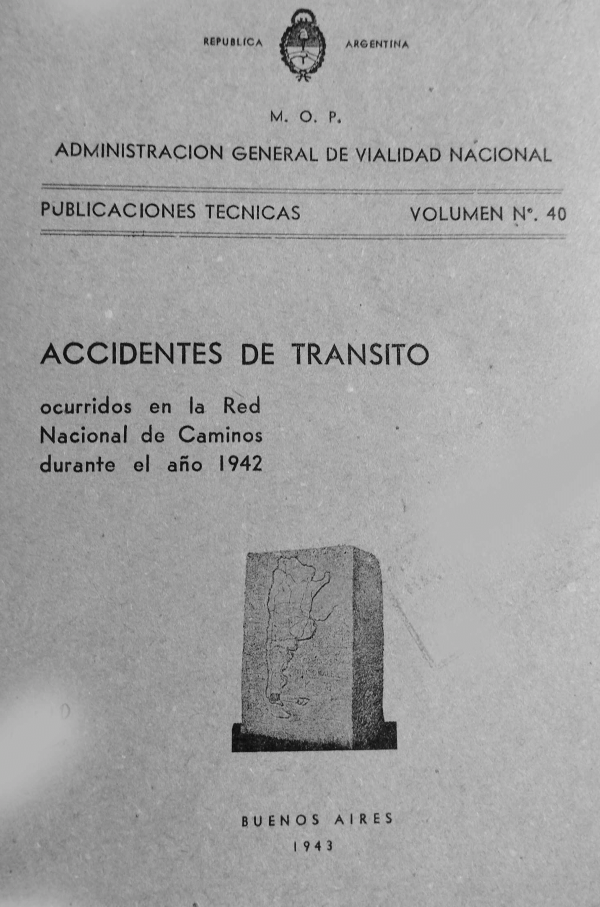 REPUBLICA ARGENTINA
M. O. P.
ADMINISTRACION GENERAL DE VIALIDAD NACIONAL
PUBLICACIONES TECNICAS VOLUMEN Nº. 40
ACCIDENTES DE TRANSITO
ocurridos en la Red
Nacional de Caminos
durante el año 1942
BUENOS AIRES
1943